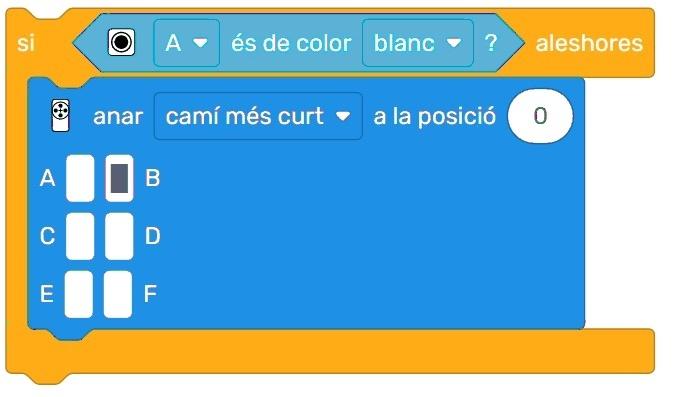 si A és de color blanc ? aleshores
anar camí més curt a la posició 0
A B
C D
E F